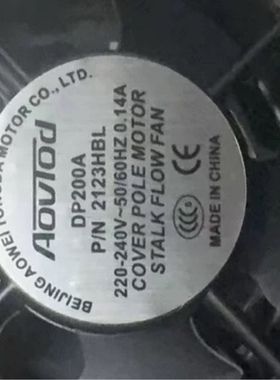 Aovtod
DP200A
P/N 2123HBL
220-240V~50/60HZ 0.14A
COVER POLE MOTOR
STALK FLOW FAN
CE
CCC
MADE IN CHINA
BEIJING AOWEI MOTOR CO., LTD.